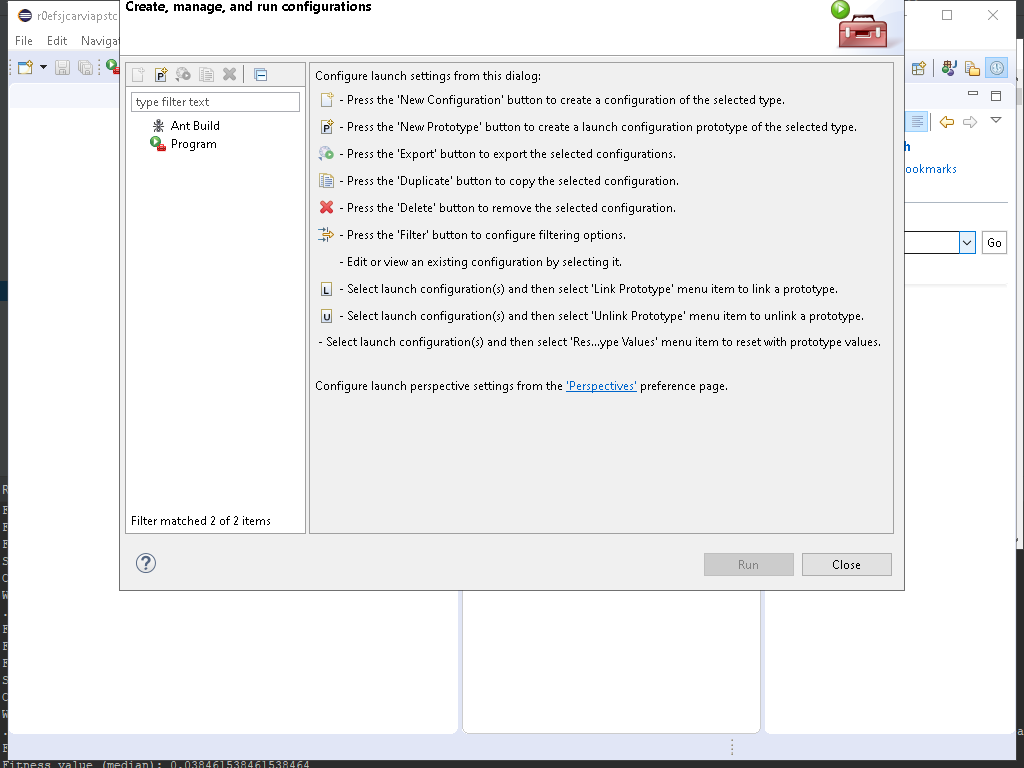 Create, manage, and run configurations
r0efsjcarviapstc
File Edit Navigat
type filter text
Ant Build
Program
Filter matched 2 of 2 items
Configure launch settings from this dialog:
- Press the 'New Configuration' button to create a configuration of the selected type.
- Press the 'New Prototype' button to create a launch configuration prototype of the selected type.
- Press the 'Export' button to export the selected configurations.
- Press the 'Duplicate' button to copy the selected configuration.
- Press the 'Delete' button to remove the selected configuration.
- Press the 'Filter' button to configure filtering options.
- Edit or view an existing configuration by selecting it.
L - Select launch configuration(s) and then select 'Link Prototype' menu item to link a prototype.
U - Select launch configuration(s) and then select 'Unlink Prototype' menu item to unlink a prototype.
- Select launch configuration(s) and then select 'Res...ype Values' menu item to reset with prototype values.
Configure launch perspective settings from the 'Perspectives' preference page.
h
ookmarks
Go
? Run Close
Fitness value (median): 0.038461538461538464